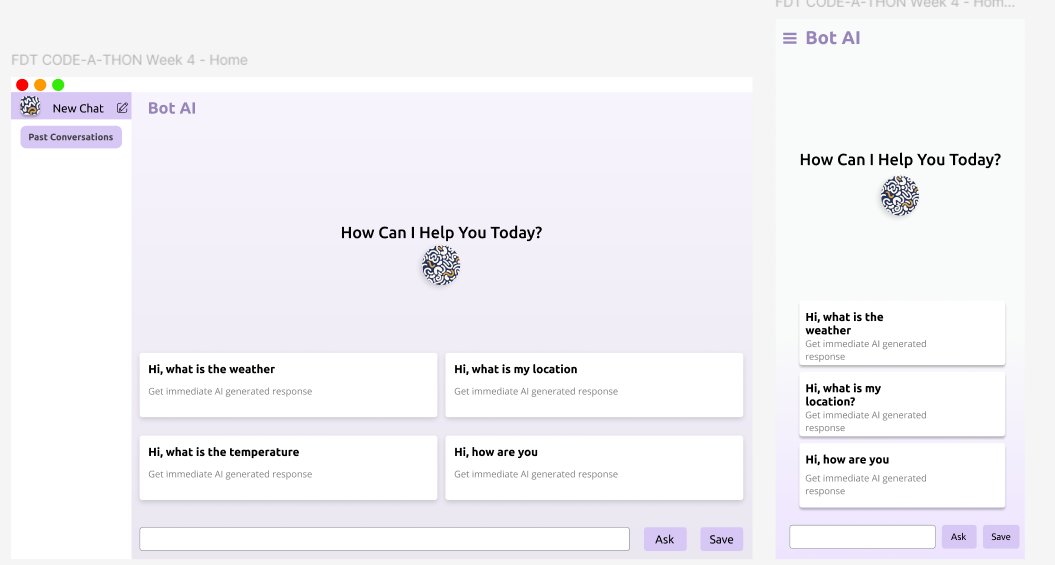 FDT CODE-A-THON Week 4 - Home
New Chat
Past Conversations
Bot AI
How Can I Help You Today?
Hi, what is the weather
Get immediate AI generated response
Hi, what is my location
Get immediate AI generated response
Hi, what is the temperature
Get immediate AI generated response
Hi, how are you
Get immediate AI generated response
Ask
Save
FDT CODE-A-THON Week 4 - Hom...
Bot AI
How Can I Help You Today?
Hi, what is the
weather
Get immediate AI generated
response
Hi, what is my
location?
Get immediate AI generated
response
Hi, how are you
Get immediate AI generated
response
Ask
Save